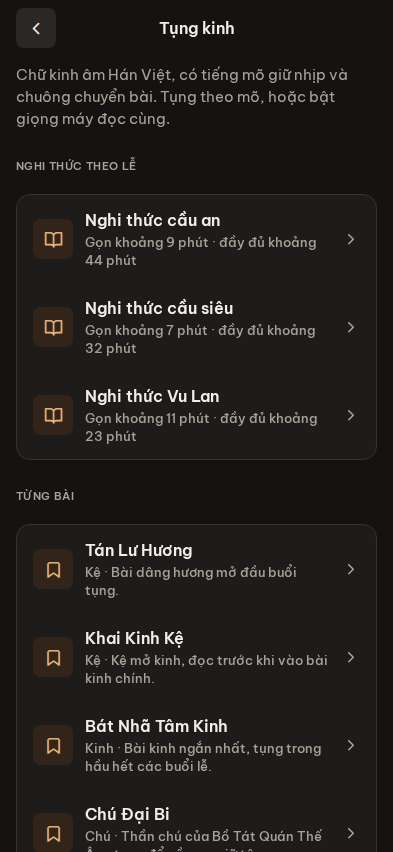 Tụng kinh
Chữ kinh âm Hán Việt, có tiếng mõ giữ nhịp và
chuông chuyển bài. Tụng theo mõ, hoặc bật
giọng máy đọc cùng.
NGHI THỨC THEO LỄ
Nghi thức cầu an
Gọn khoảng 9 phút · đầy đủ khoảng
44 phút
Nghi thức cầu siêu
Gọn khoảng 7 phút · đầy đủ khoảng
32 phút
Nghi thức Vu Lan
Gọn khoảng 11 phút · đầy đủ khoảng
23 phút
TỪNG BÀI
Tán Lư Hương
Kệ · Bài dâng hương mở đầu buổi
tụng.
Khai Kinh Kệ
Kệ · Kệ mở kinh, đọc trước khi vào bài
kinh chính.
Bát Nhã Tâm Kinh
Kinh · Bài kinh ngắn nhất, tụng trong
hầu hết các buổi lễ.
Chú Đại Bi
Chú · Thần chú của Bồ Tát Quán Thế